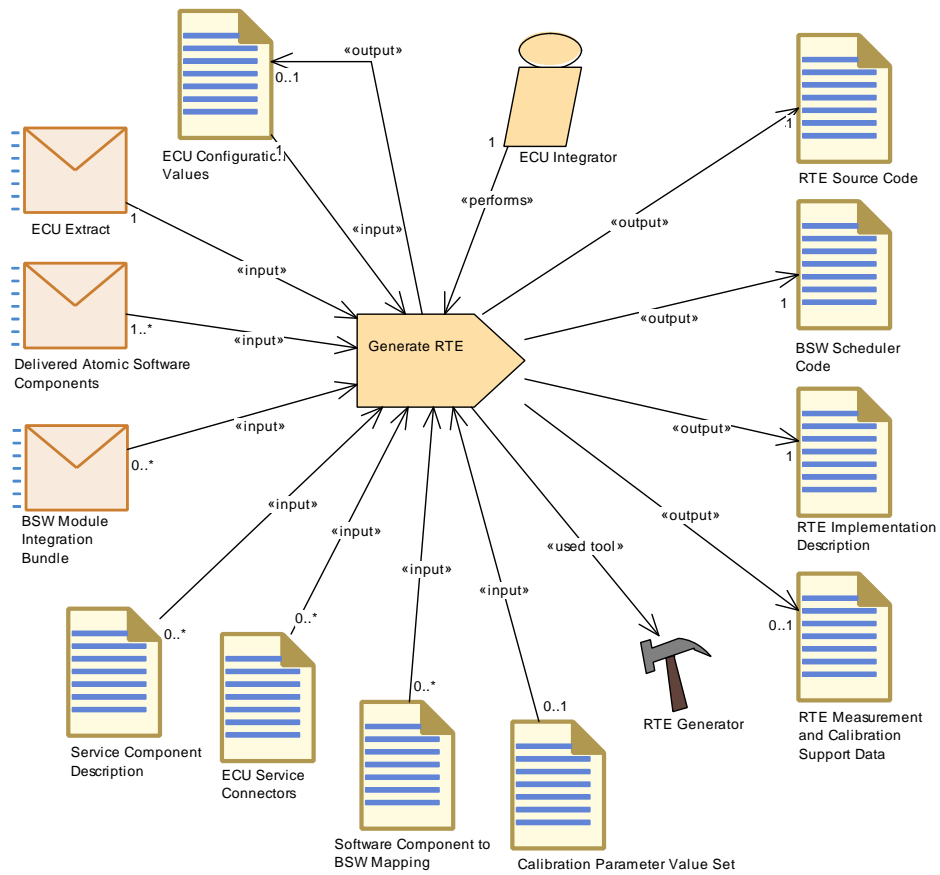 «output»
0..1
ECU Configuration
Values
1
«input»
1
ECU Integrator
«performs»
1
RTE Source Code
«output»
ECU Extract
1
«input»
Delivered Atomic Software
Components
1..*
«input»
Generate RTE
1
BSW Scheduler
Code
«output»
BSW Module
Integration
Bundle
0..*
«input»
1
RTE Implementation
Description
«output»
«input»
0..*
Service Component
Description
«input»
0..*
ECU Service
Connectors
«input»
0..*
Software Component to
BSW Mapping
«input»
0..1
Calibration Parameter Value Set
«used tool»
RTE Generator
«output»
0..1
RTE Measurement
and Calibration
Support Data